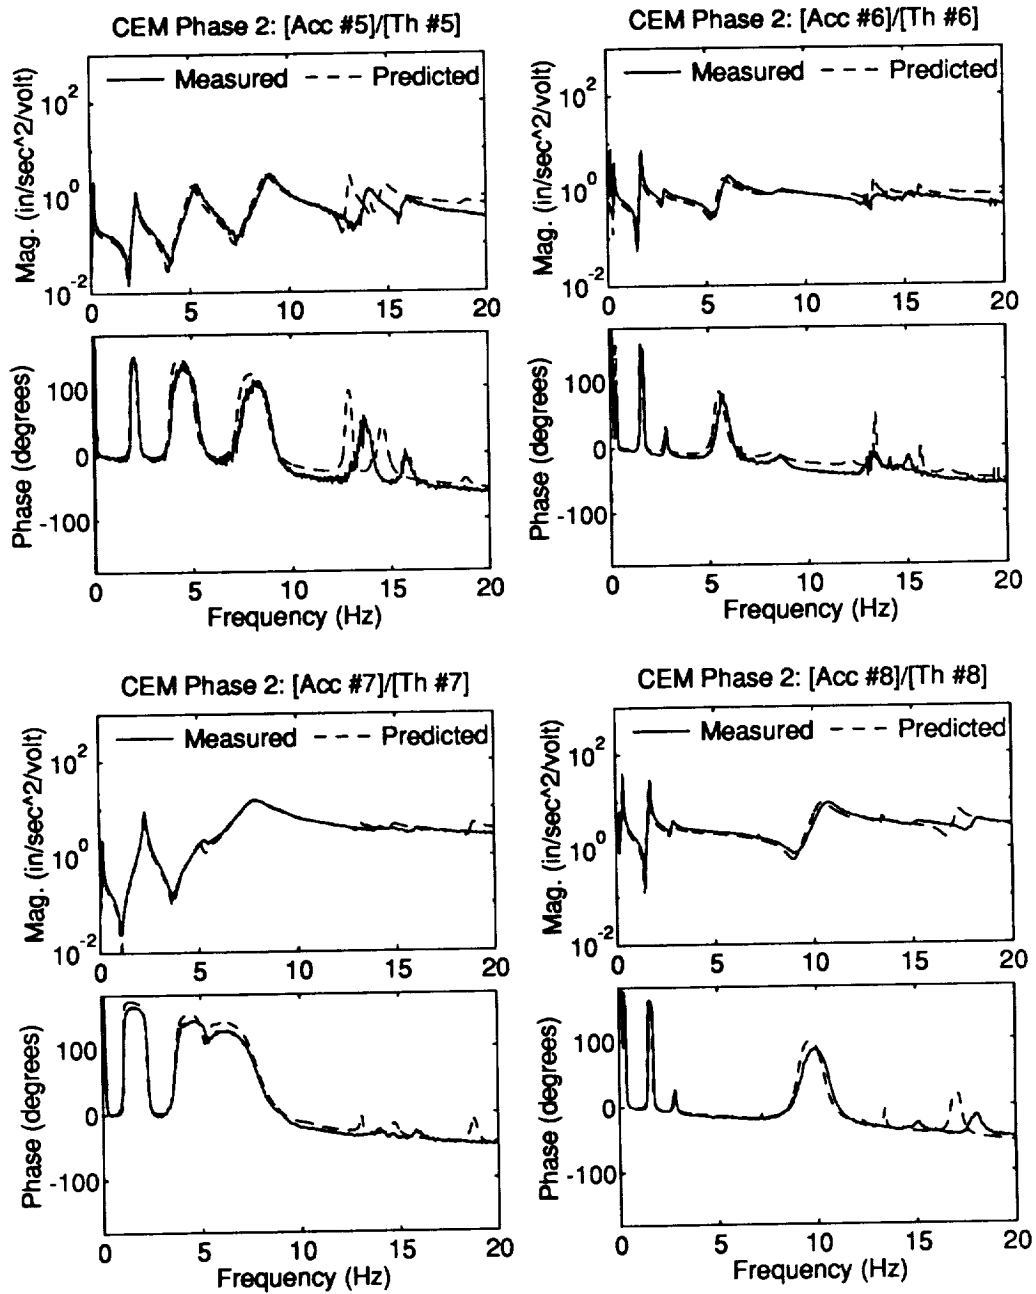 CEM Phase 2: [Acc #5]/[Th #5]
Measured Predicted
Mag. (in/sec^2/volt)
10^2
10^0
10^-2
0 5 10 15 20
Phase (degrees)
100
0
-100
0 5 10 15 20
Frequency (Hz)
CEM Phase 2: [Acc #6]/[Th #6]
Measured Predicted
Mag. (in/sec^2/volt)
10^2
10^0
10^-2
0 5 10 15 20
Phase (degrees)
100
0
-100
0 5 10 15 20
Frequency (Hz)
CEM Phase 2: [Acc #7]/[Th #7]
Measured Predicted
Mag. (in/sec^2/volt)
10^2
10^0
10^-2
0 5 10 15 20
Phase (degrees)
100
0
-100
0 5 10 15 20
Frequency (Hz)
CEM Phase 2: [Acc #8]/[Th #8]
Measured Predicted
Mag. (in/sec^2/volt)
10^2
10^0
10^-2
0 5 10 15 20
Phase (degrees)
100
0
-100
0 5 10 15 20
Frequency (Hz)